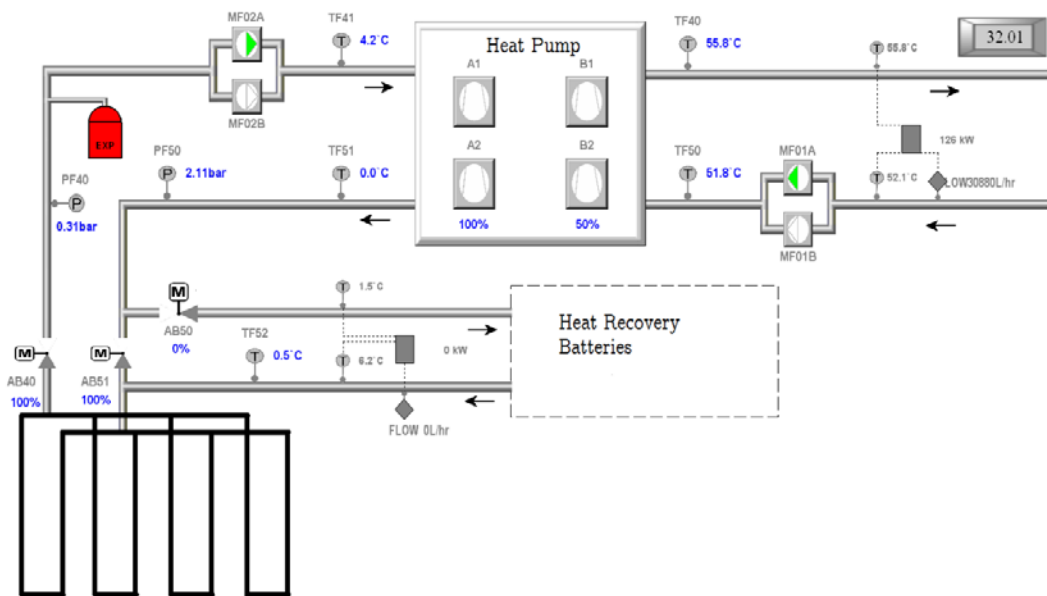 MF02A
TF41
4.2°C
MF02B
EXP
PF50
2.11bar
TF51
0.0°C
PF40
0.31bar
Heat Pump
A1
B1
A2
B2
100%
50%
TF40
55.8°C
55.8°C
32.01
126 kW
TF50
51.8°C
MF01A
52.1°C
LOW30880L/hr
MF01B
M
AB50
0%
1.5°C
TF52
0.5°C
6.2°C
0 kW
FLOW 0L/hr
Heat Recovery
Batteries
M
AB40
100%
M
AB51
100%
T
T
T
T
T
T
T
T
T
P
P